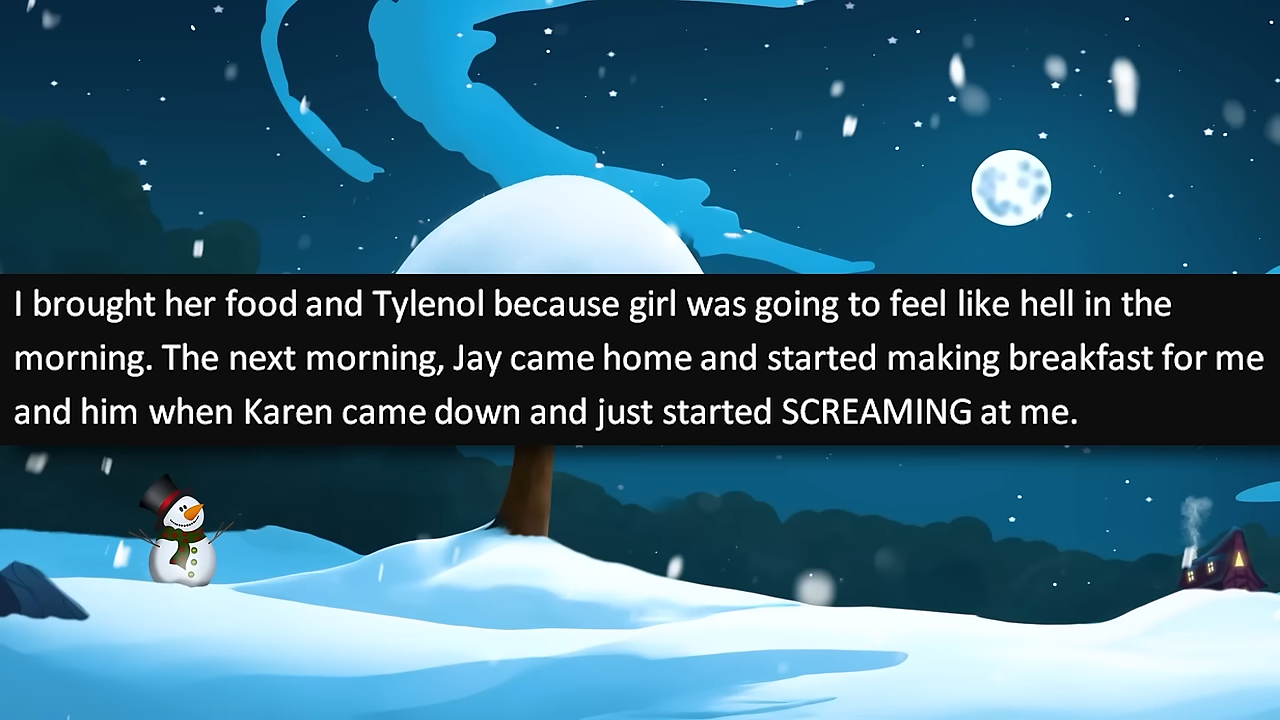 I brought her food and Tylenol because girl was going to feel like hell in the
morning. The next morning, Jay came home and started making breakfast for me
and him when Karen came down and just started SCREAMING at me.